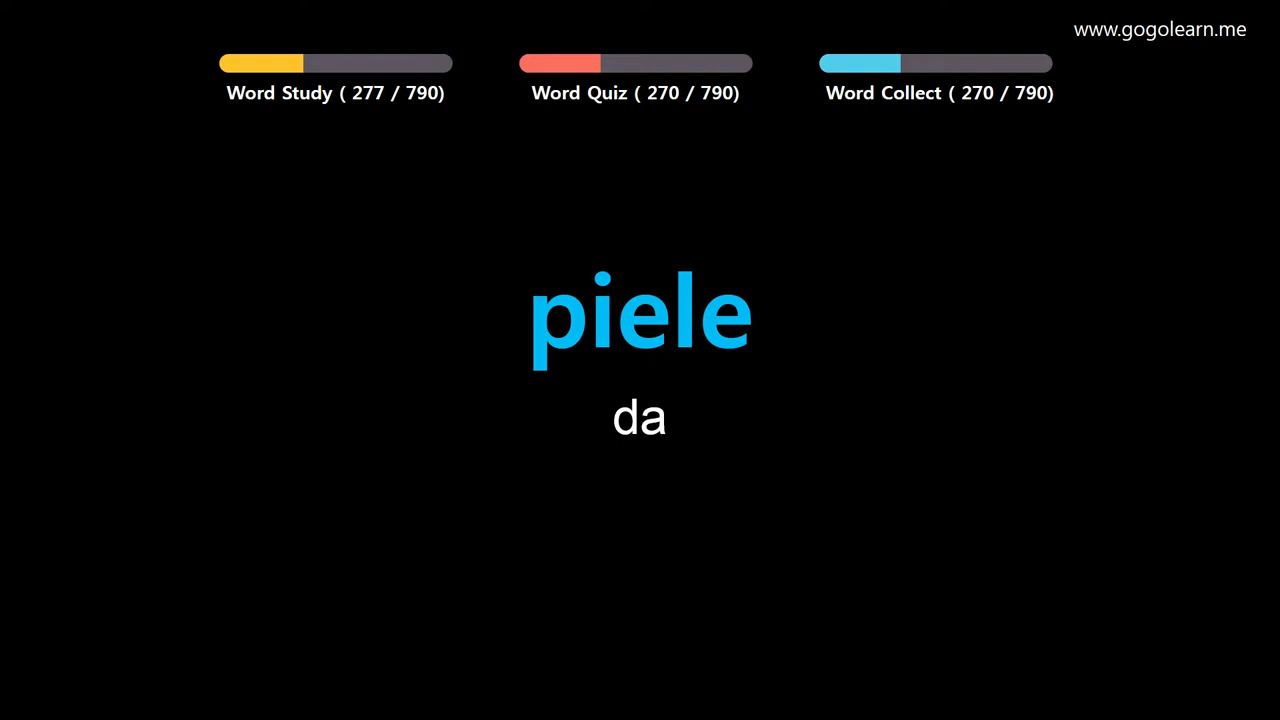 www.gogolearn.me
Word Study ( 277 / 790)
Word Quiz ( 270 / 790)
Word Collect ( 270 / 790)
piele
da